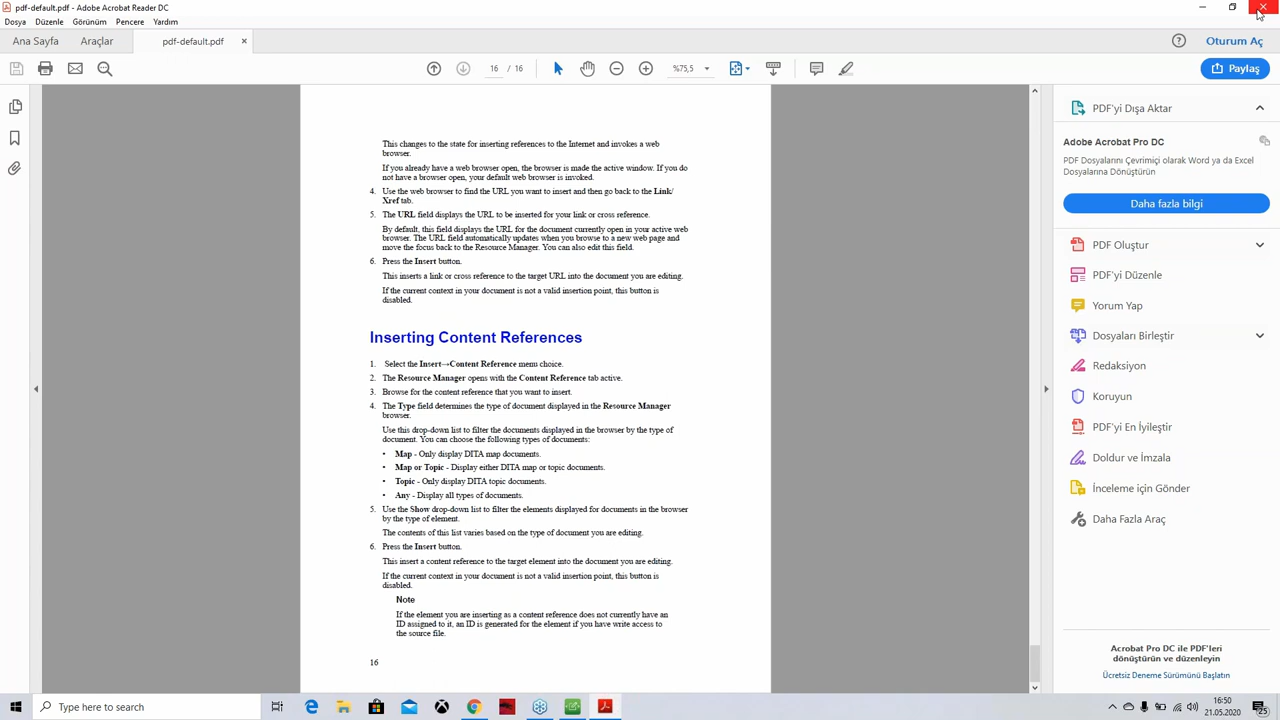 pdf-default.pdf - Adobe Acrobat Reader DC
Dosya Düzenle Görünüm Pencere Yardım
Ana Sayfa Araçlar pdf-default.pdf Oturum Aç
16 / 16 %75,5 Paylaş
This changes to the state for inserting references to the Internet and invokes a web
browser.
If you already have a web browser open, the browser is made the active window. If you do
not have a browser open, your default web browser is invoked.
4. Use the web browser to find the URL you want to insert and then go back to the Link/
Xref tab.
5. The URL field displays the URL to be inserted for your link or cross reference.
By default, this field displays the URL for the document currently open in your active web
browser. The URL field automatically updates when you browse to a new web page and
move the focus back to the Resource Manager. You can also edit this field.
6. Press the Insert button.
This inserts a link or cross reference to the target URL into the document you are editing.
If the current context in your document is not a valid insertion point, this button is
disabled.
Inserting Content References
1. Select the Insert→Content Reference menu choice.
2. The Resource Manager opens with the Content Reference tab active.
3. Browse for the content reference that you want to insert.
4. The Type field determines the type of document displayed in the Resource Manager
browser.
Use this drop-down list to filter the documents displayed in the browser by the type of
document. You can choose the following types of documents:
• Map - Only display DITA map documents.
• Map or Topic - Display either DITA map or topic documents.
• Topic - Only display DITA topic documents.
• Any - Display all types of documents.
5. Use the Show drop-down list to filter the elements displayed for documents in the browser
by the type of element.
The contents of this list varies based on the type of document you are editing.
6. Press the Insert button.
This insert a content reference to the target element into the document you are editing.
If the current context in your document is not a valid insertion point, this button is
disabled.
Note
If the element you are inserting as a content reference does not currently have an
ID assigned to it, an ID is generated for the element if you have write access to
the source file.
16
PDF'yi Dışa Aktar
Adobe Acrobat Pro DC
PDF Dosyalarını Çevrimiçi olarak Word ya da Excel
Dosyalarına Dönüştürün
Daha fazla bilgi
PDF Oluştur
PDF'yi Düzenle
Yorum Yap
Dosyaları Birleştir
Redaksiyon
Koruyun
PDF'yi En İyileştir
Doldur ve İmzala
İnceleme için Gönder
Daha Fazla Araç
Acrobat Pro DC ile PDF'leri
dönüştürün ve düzenleyin
Ücretsiz Deneme Sürümünü Başlatın
Type here to search
16:50
21.05.2020
25